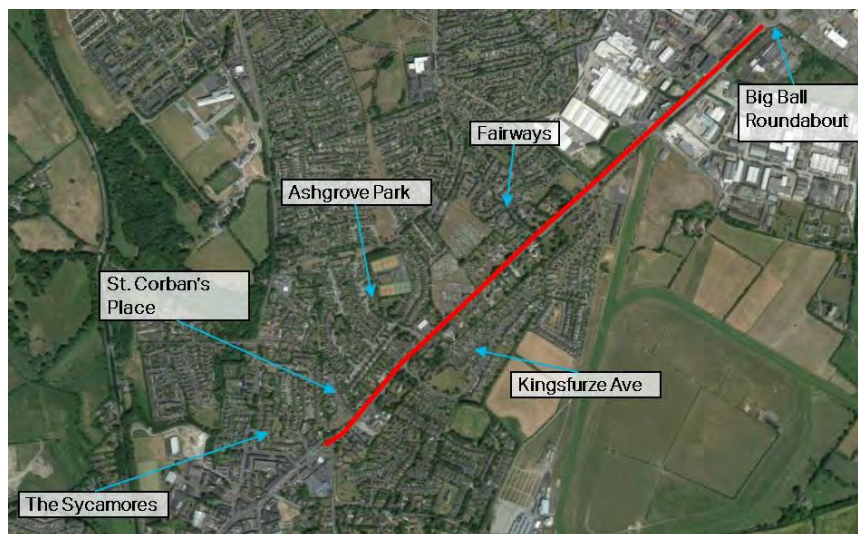 Big Ball
Roundabout
Fairways
Ashgrove Park
St. Corban's
Place
Kingsfurze Ave
The Sycamores